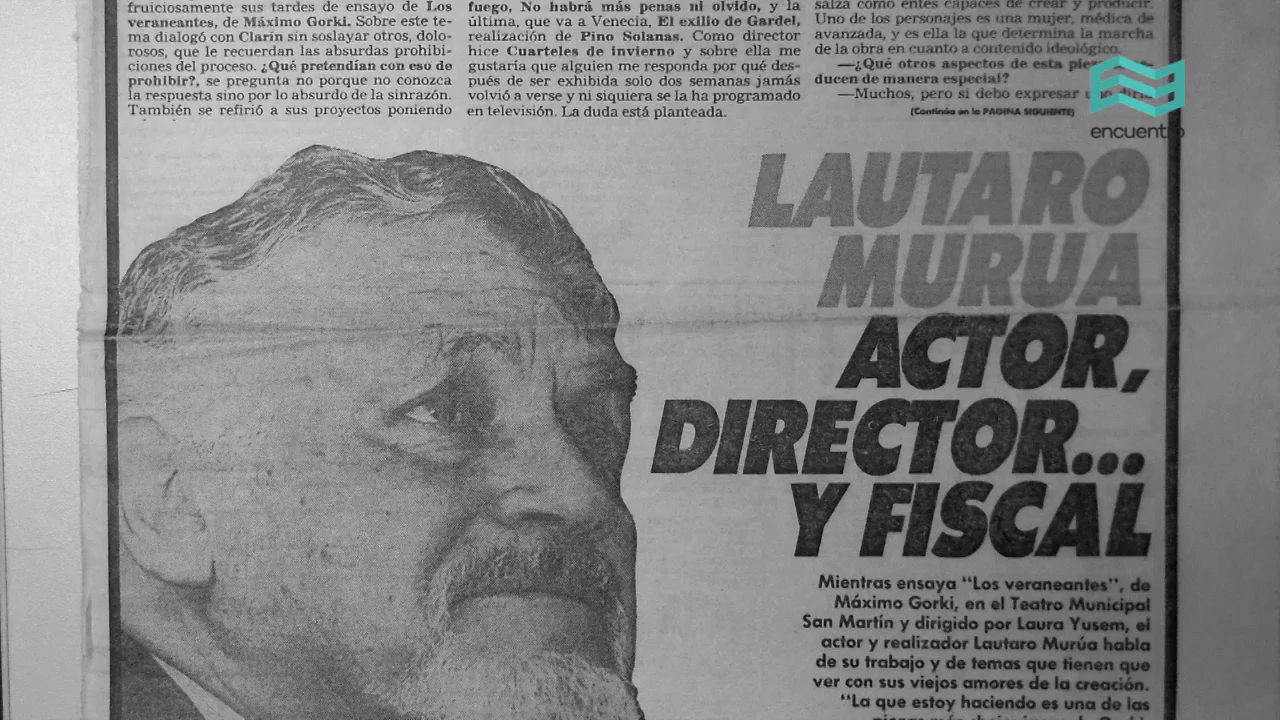 fruiciosamente sus tardes de ensayo de Los
veraneantes, de Máximo Gorki. Sobre este te-
ma dialogó con Clarín sin soslayar otros, dolo-
rosos, que le recuerdan las absurdas prohibi-
ciones del proceso. ¿Qué pretendían con eso de
prohibir?, se pregunta no porque no conozca
la respuesta sino por lo absurdo de la sinrazón.
También se refirió a sus proyectos poniendo
fuego, No habrá más penas ni olvido, y la
última, que va a Venecia, El exilio de Gardel,
realización de Pino Solanas. Como director
hice Cuarteles de invierno y sobre ella me
gustaría que alguien me responda por qué des-
pués de ser exhibida solo dos semanas jamás
volvió a verse y ni siquiera se la ha programado
en televisión. La duda está planteada.
salza como entes capaces de crear y producir.
Uno de los personajes es una mujer, médica de
avanzada, y es ella la que determina la marcha
de la obra en cuanto a contenido ideológico.
—¿Qué otros aspectos de esta
ducen de manera especial?
—Muchos, pero si debo expresar
(Continúa en la PAGINA SIGUIENTE)
encuentro
LAUTARO
MURUA
ACTOR,
DIRECTOR...
Y FISCAL
Mientras ensaya "Los veraneantes", de
Máximo Gorki, en el Teatro Municipal
San Martín y dirigido por Laura Yusem, el
actor y realizador Lautaro Murúa habla
de su trabajo y de temas que tienen que
ver con sus viejos amores de la creación.
"La que estoy haciendo es una de las